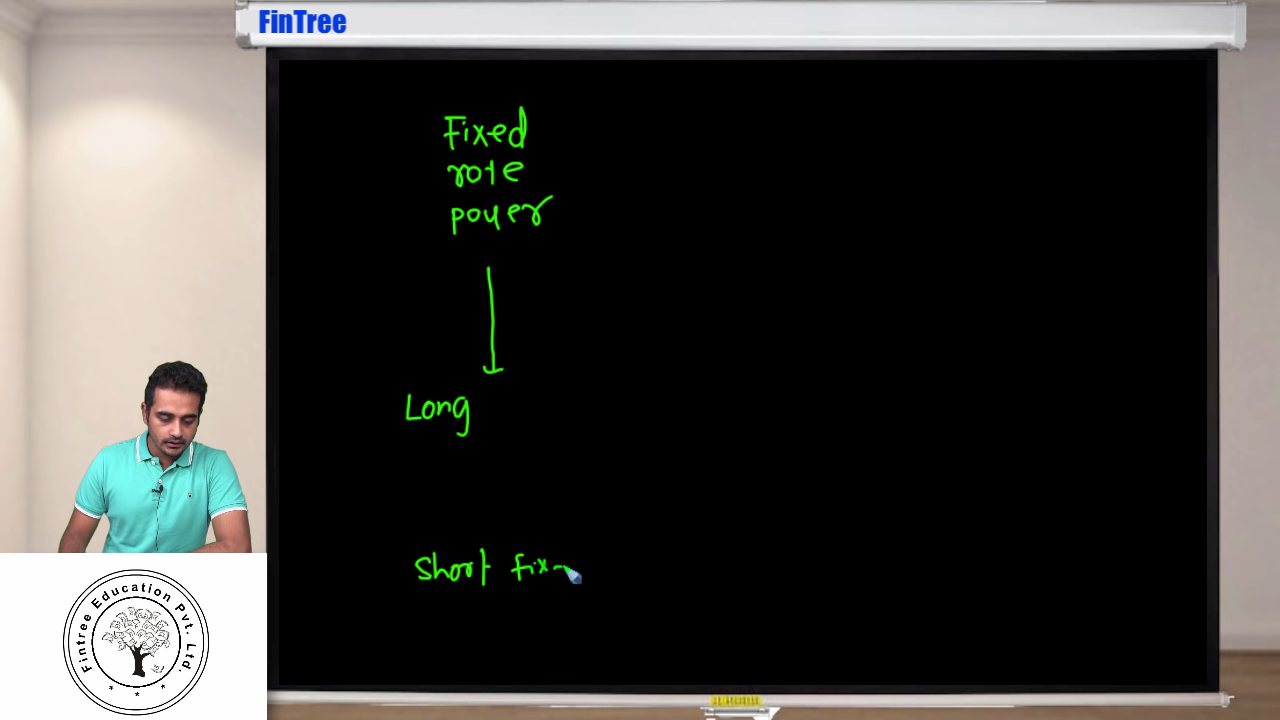 FinTree
Fixed
rate
payer
Long
Short fix
Fintree Education Pvt. Ltd.